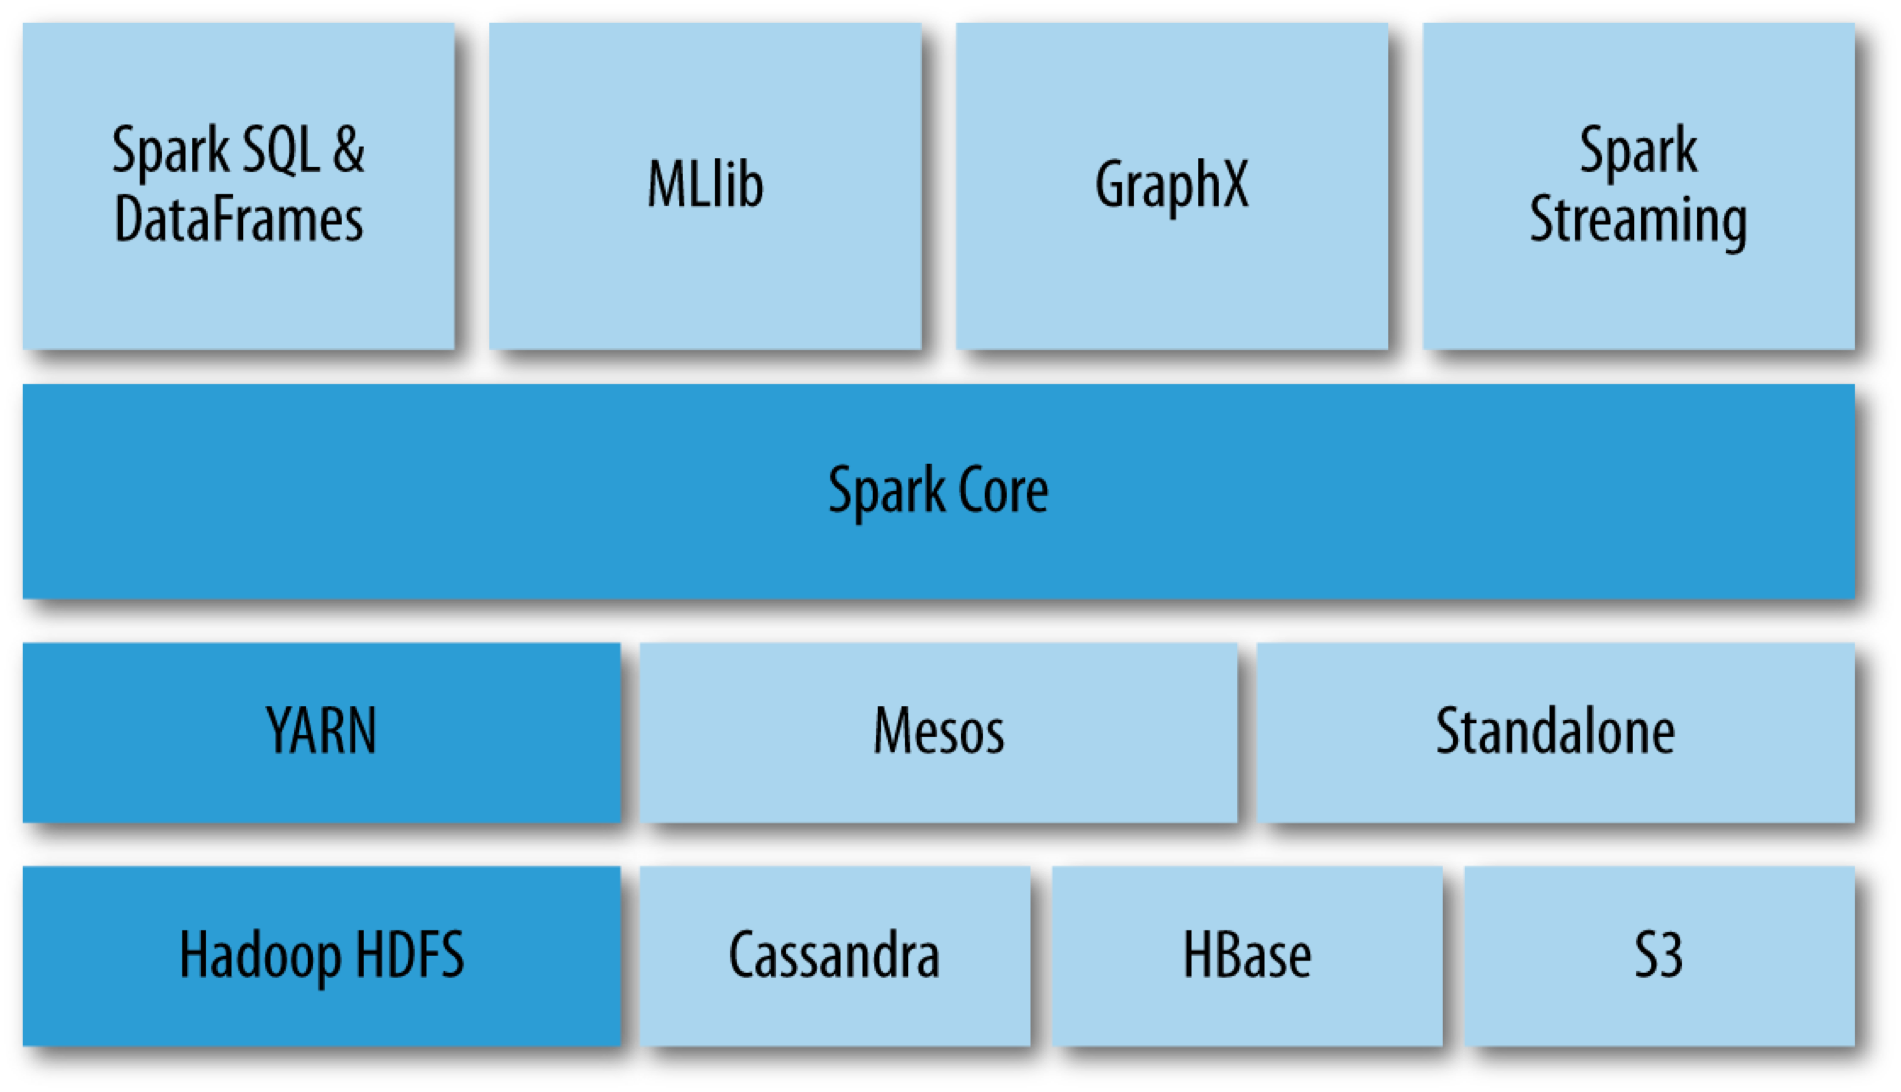 Spark SQL &
DataFrames
MLlib
GraphX
Spark
Streaming
Spark Core
YARN
Mesos
Standalone
Hadoop HDFS
Cassandra
HBase
S3